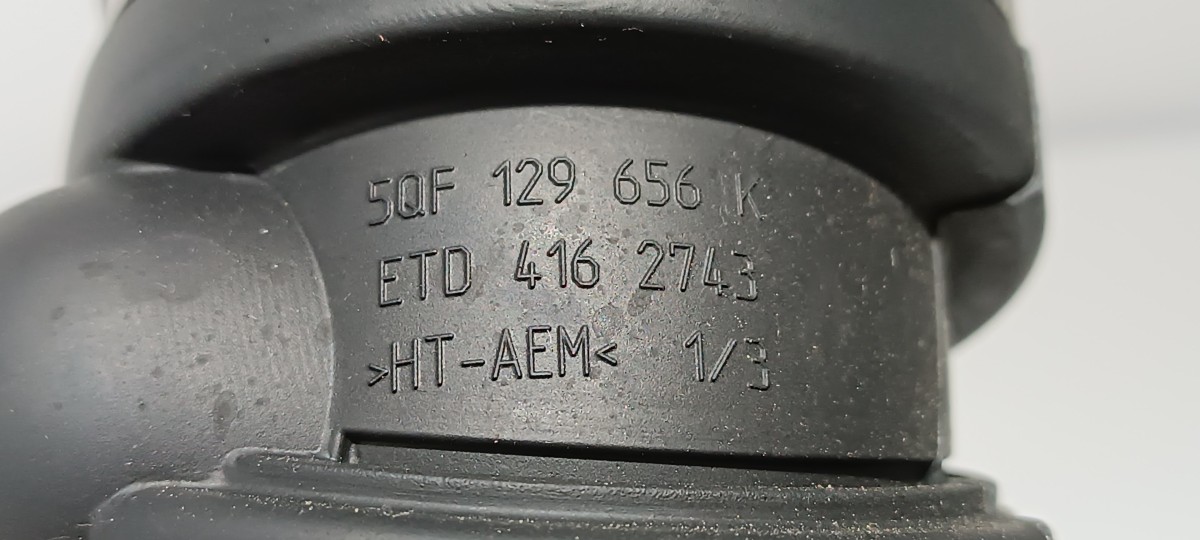 5QF 129 656 K
ETD 416 2743
>HT-AEM< 1/3